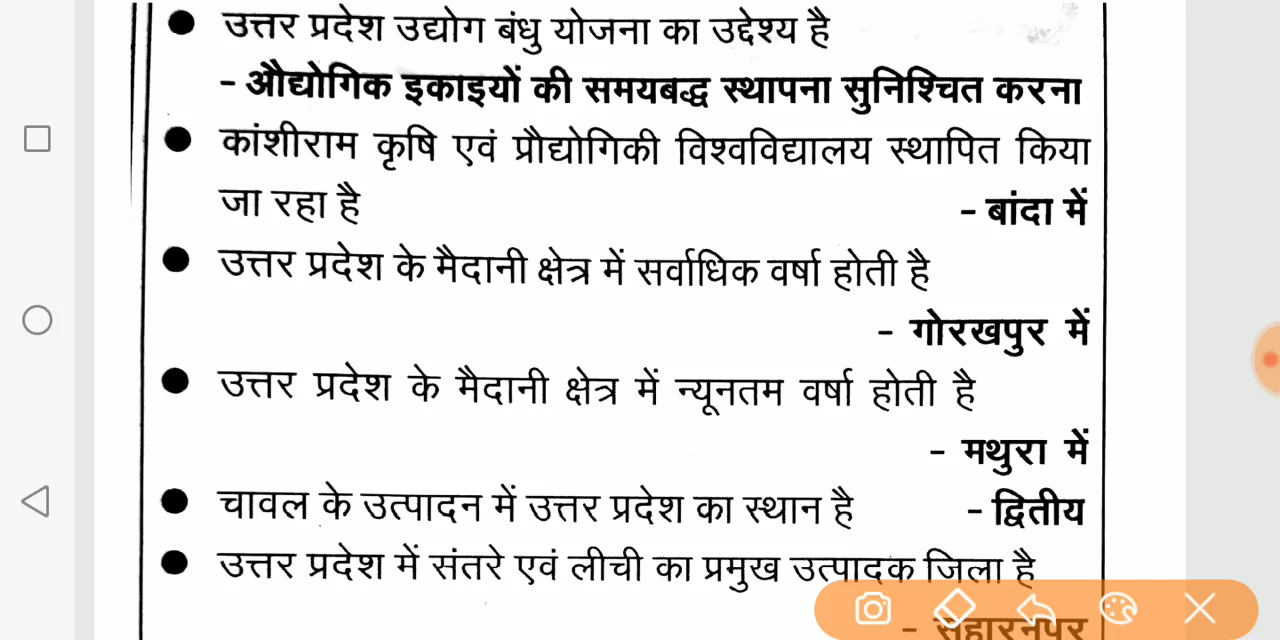 ● उत्तर प्रदेश उद्योग बंधु योजना का उद्देश्य है
- औद्योगिक इकाइयों की समयबद्ध स्थापना सुनिश्चित करना
● कांशीराम कृषि एवं प्रौद्योगिकी विश्वविद्यालय स्थापित किया
जा रहा है - बांदा में
● उत्तर प्रदेश के मैदानी क्षेत्र में सर्वाधिक वर्षा होती है
- गोरखपुर में
● उत्तर प्रदेश के मैदानी क्षेत्र में न्यूनतम वर्षा होती है
- मथुरा में
● चावल के उत्पादन में उत्तर प्रदेश का स्थान है - द्वितीय
● उत्तर प्रदेश में संतरे एवं लीची का प्रमुख उत्पादक जिला है
- सहारनपुर